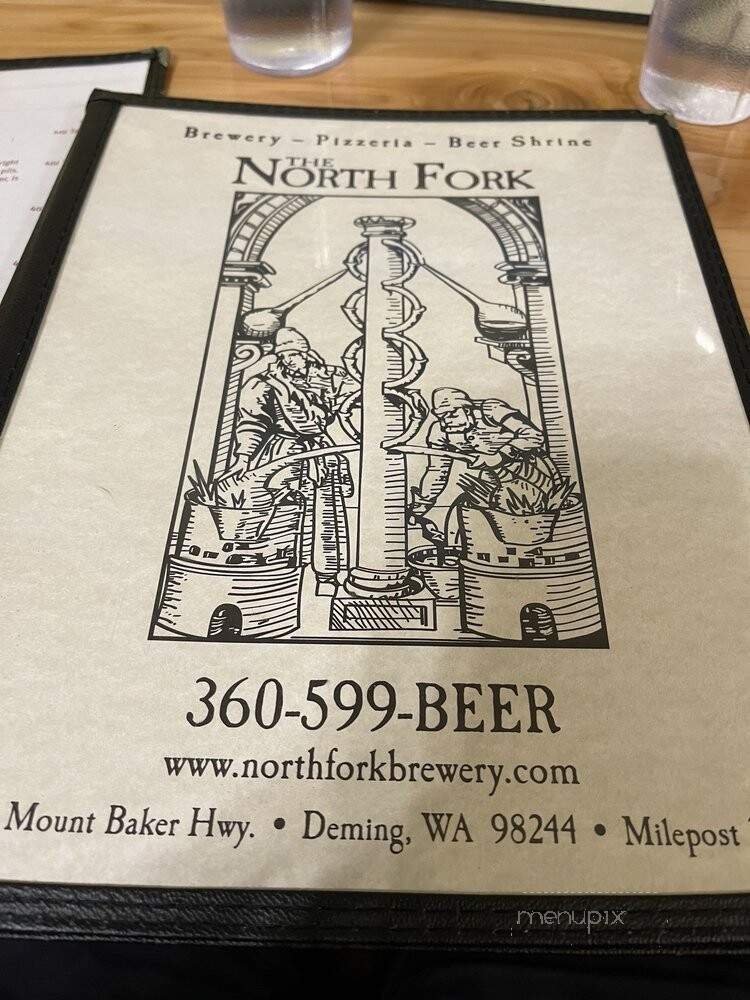 Brewery – Pizzeria – Beer Shrine
THE
NORTH FORK
360-599-BEER
www.northforkbrewery.com
Mount Baker Hwy. • Deming, WA 98244 • Milepost
menupix